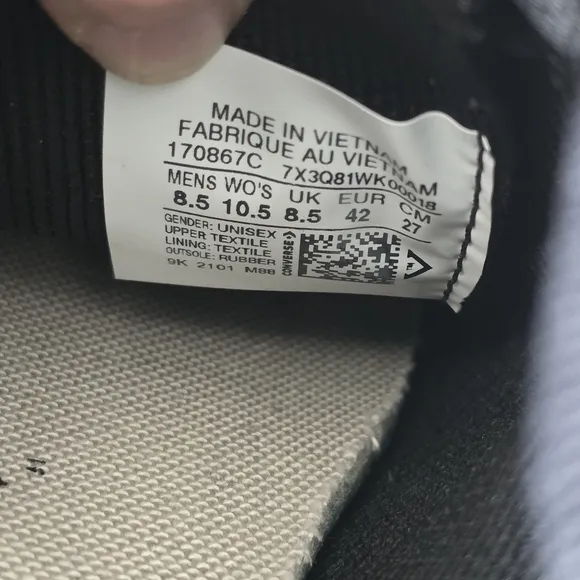 MADE IN VIETNAM
FABRIQUE AU VIETNAM
170867C 7X3Q81WK00018
MENS WO'S UK EUR CM
8.5 10.5 8.5 42 27
GENDER: UNISEX
UPPER TEXTILE
LINING: TEXTILE
OUTSOLE: RUBBER
9K 2101 M88
CONVERSE